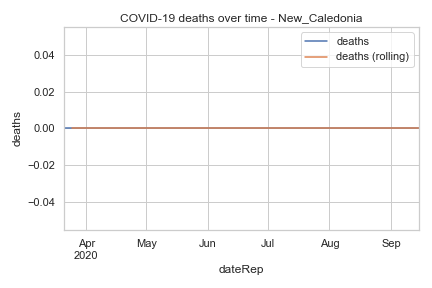 COVID-19 deaths over time - New_Caledonia
deaths
deaths (rolling)
0.04
0.02
0.00
−0.02
−0.04
deaths
Apr
2020
May
Jun
Jul
Aug
Sep
dateRep